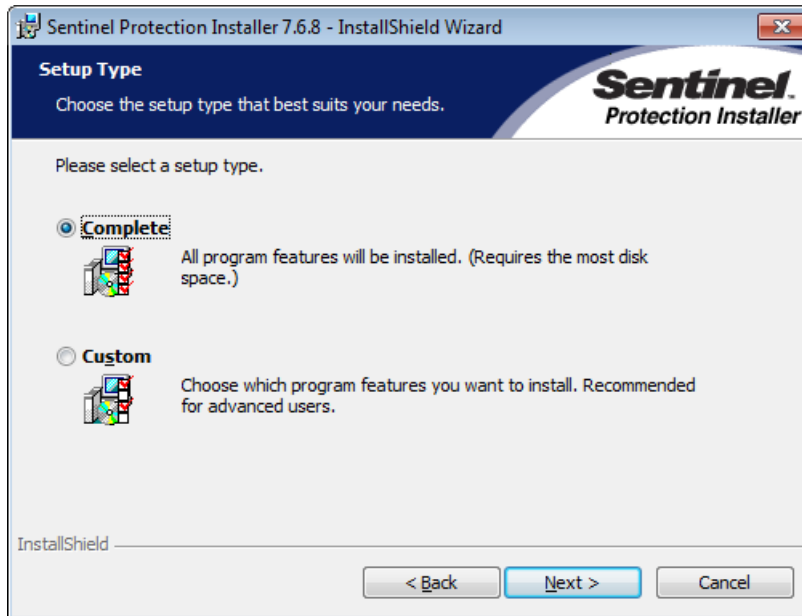 Sentinel Protection Installer 7.6.8 - InstallShield Wizard
Setup Type
Choose the setup type that best suits your needs.
Sentinel.
Protection Installer
Please select a setup type.
Complete
All program features will be installed. (Requires the most disk
space.)
Custom
Choose which program features you want to install. Recommended
for advanced users.
InstallShield
< Back
Next >
Cancel